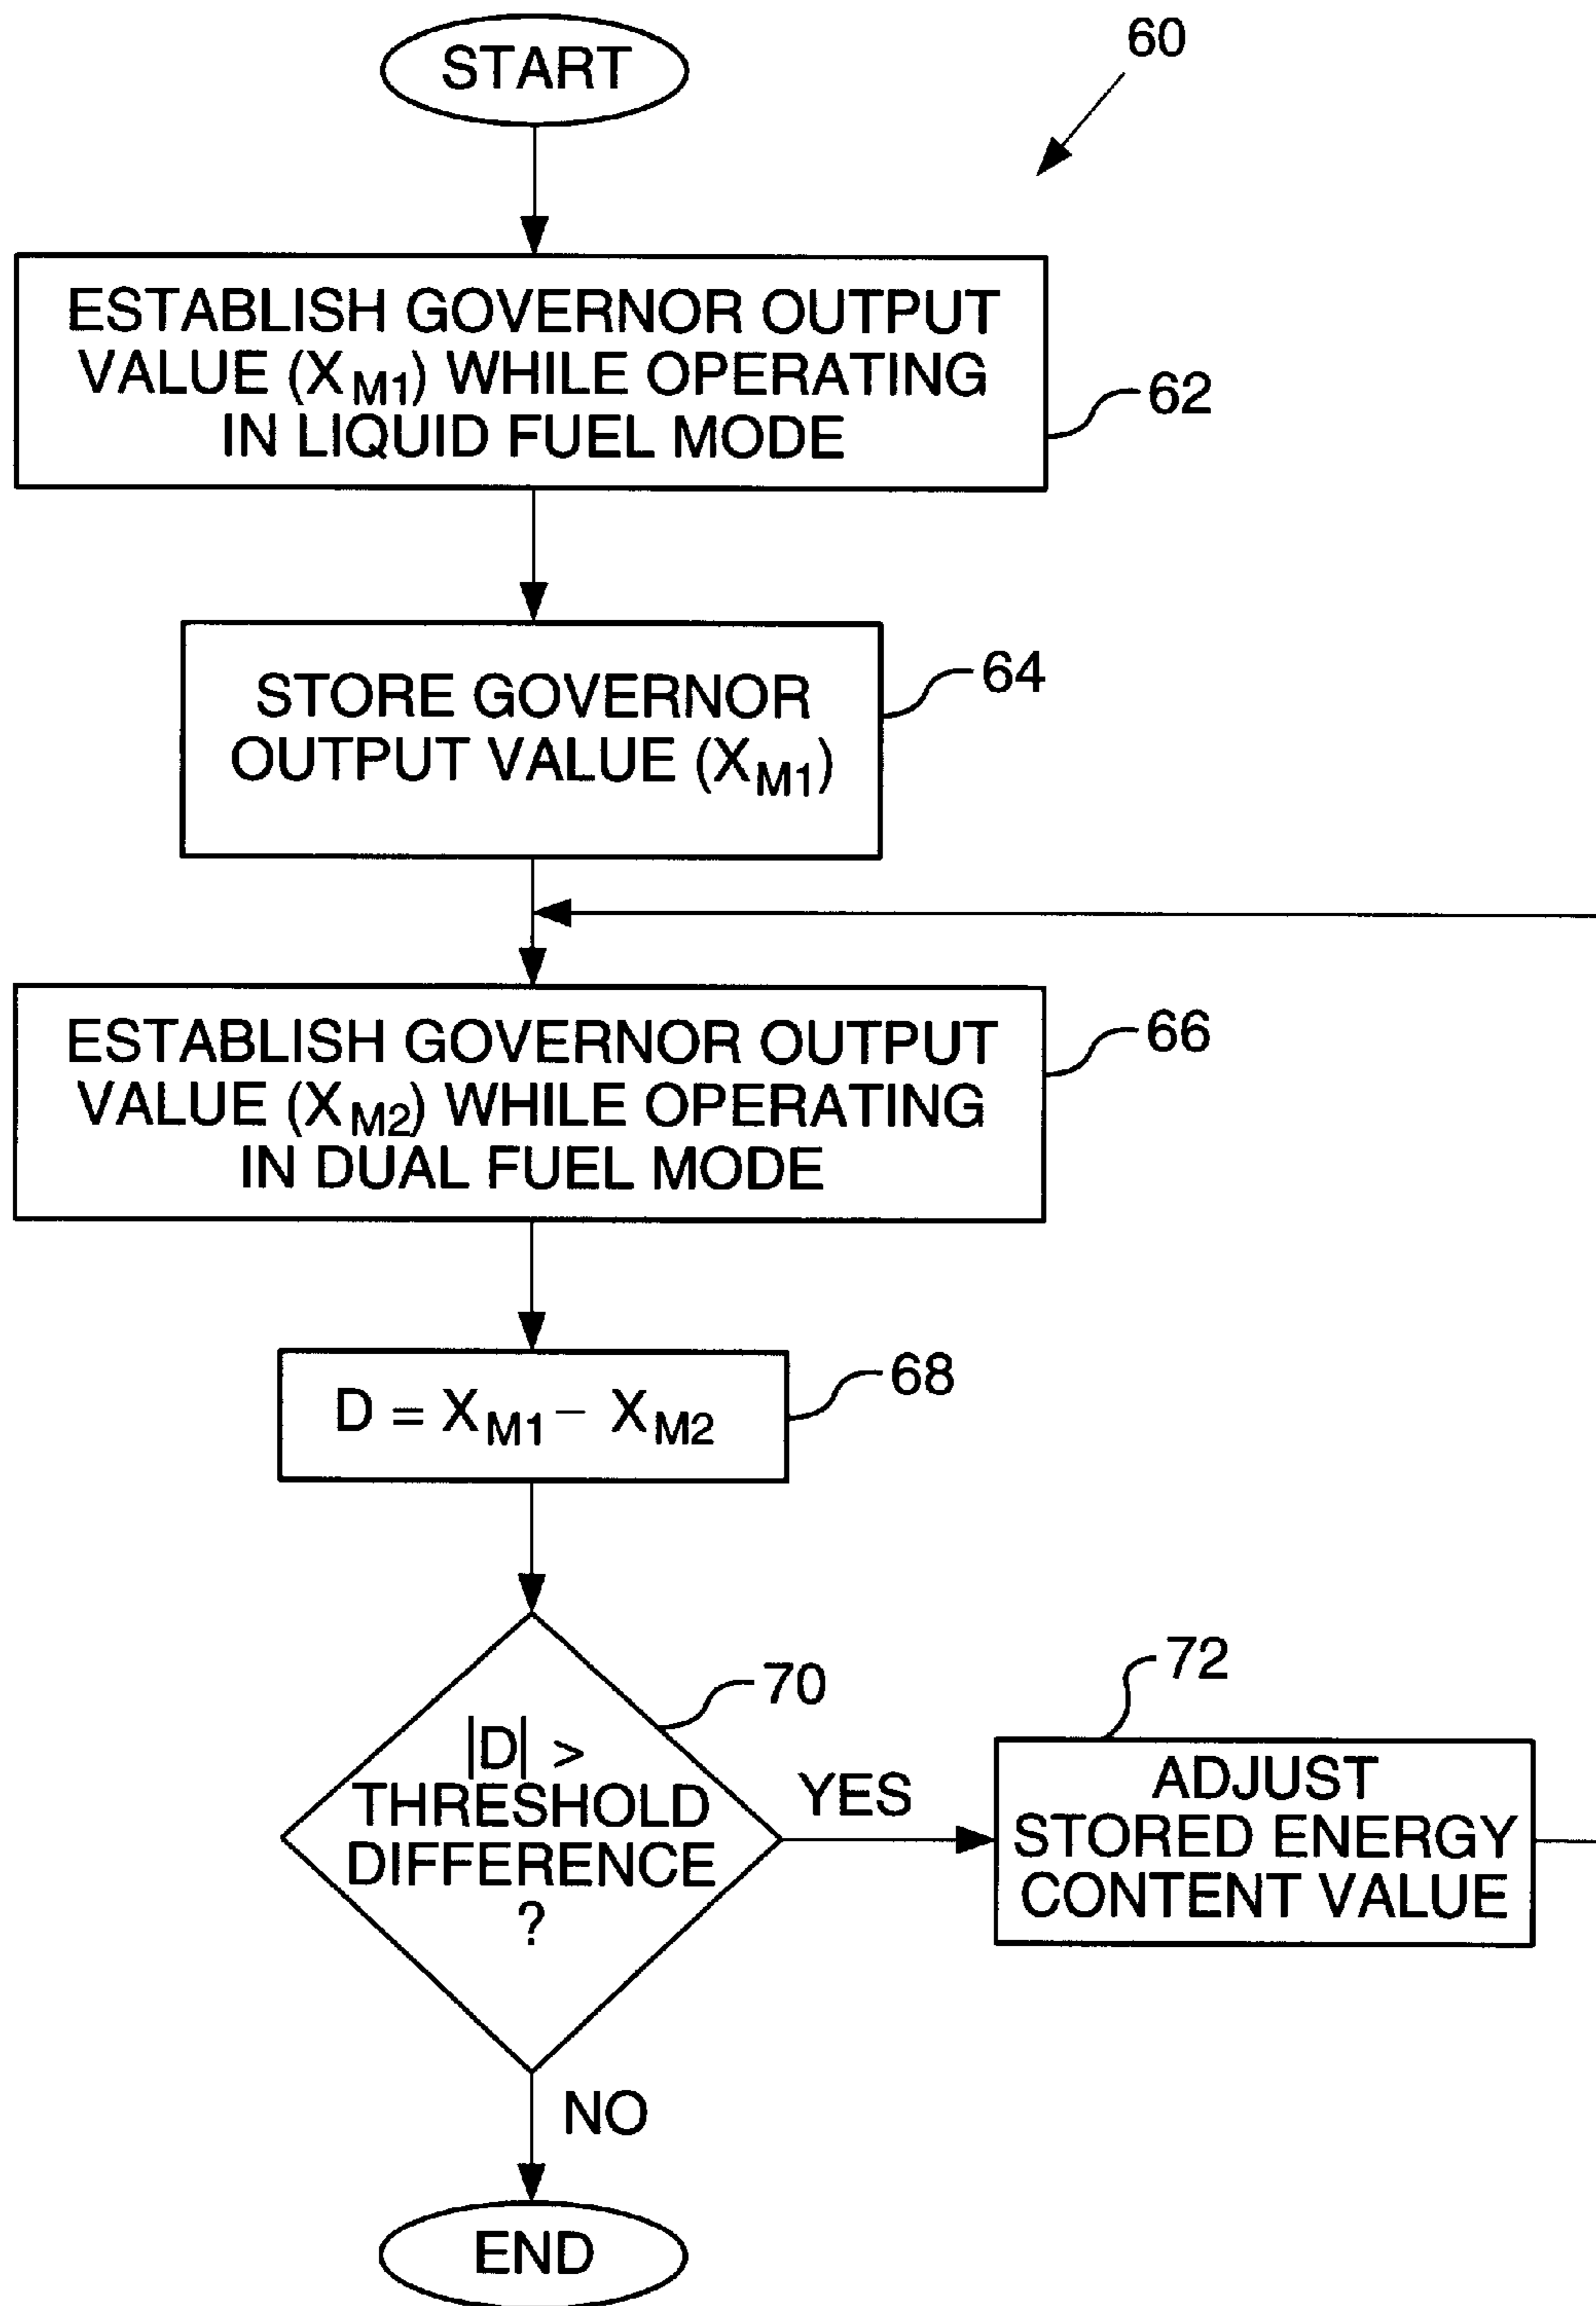 START
60
ESTABLISH GOVERNOR OUTPUT
VALUE (XM1) WHILE OPERATING
IN LIQUID FUEL MODE
62
STORE GOVERNOR
OUTPUT VALUE (XM1)
64
ESTABLISH GOVERNOR OUTPUT
VALUE (XM2) WHILE OPERATING
IN DUAL FUEL MODE
66
D = XM1 – XM2
68
|D| >
THRESHOLD
DIFFERENCE
?
70
YES
72
ADJUST
STORED ENERGY
CONTENT VALUE
NO
END